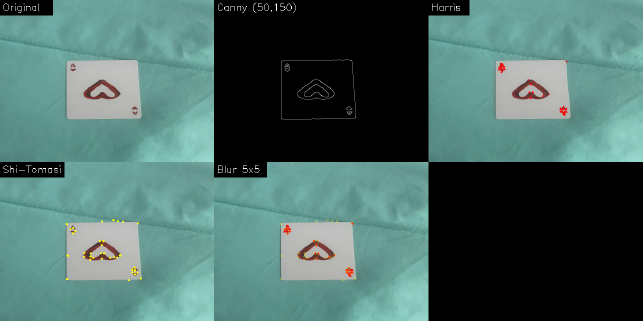 Original
Canny (50,150)
Harris
Shi-Tomasi
Blur 5x5